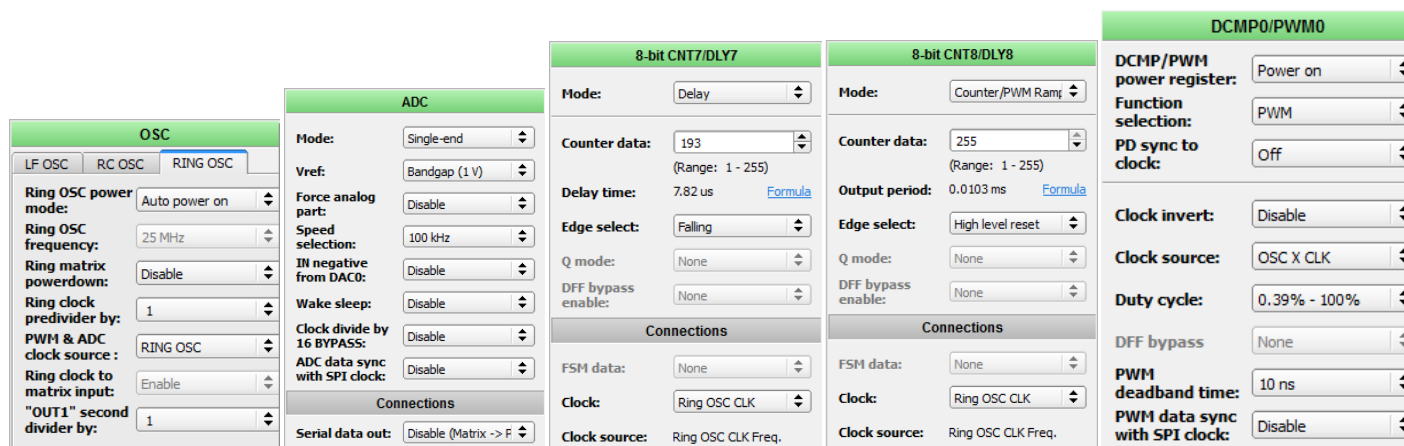 OSC
LF OSC RC OSC RING OSC
Ring OSC power
mode: Auto power on
Ring OSC
frequency: 25 MHz
Ring matrix
powerdown: Disable
Ring clock
predivider by: 1
PWM & ADC
clock source : RING OSC
Ring clock to
matrix input: Enable
"OUT1" second
divider by: 1
ADC
Mode: Single-end
Vref: Bandgap (1 V)
Force analog
part: Disable
Speed
selection: 100 kHz
IN negative
from DAC0: Disable
Wake sleep: Disable
Clock divide by
16 BYPASS: Disable
ADC data sync
with SPI clock: Disable
Connections
Serial data out: Disable (Matrix -> F
8-bit CNT7/DLY7
Mode: Delay
Counter data: 193
(Range: 1 - 255)
Delay time: 7.82 us Formula
Edge select: Falling
Q mode: None
DFF bypass
enable: None
Connections
FSM data: None
Clock: Ring OSC CLK
Clock source: Ring OSC CLK Freq.
8-bit CNT8/DLY8
Mode: Counter/PWM Ramp
Counter data: 255
(Range: 1 - 255)
Output period: 0.0103 ms Formula
Edge select: High level reset
Q mode: None
DFF bypass
enable: None
Connections
FSM data: None
Clock: Ring OSC CLK
Clock source: Ring OSC CLK Freq.
DCMP0/PWM0
DCMP/PWM
power register: Power on
Function
selection: PWM
PD sync to
clock: Off
Clock invert: Disable
Clock source: OSC X CLK
Duty cycle: 0.39% - 100%
DFF bypass None
PWM
deadband time: 10 ns
PWM data sync
with SPI clock: Disable